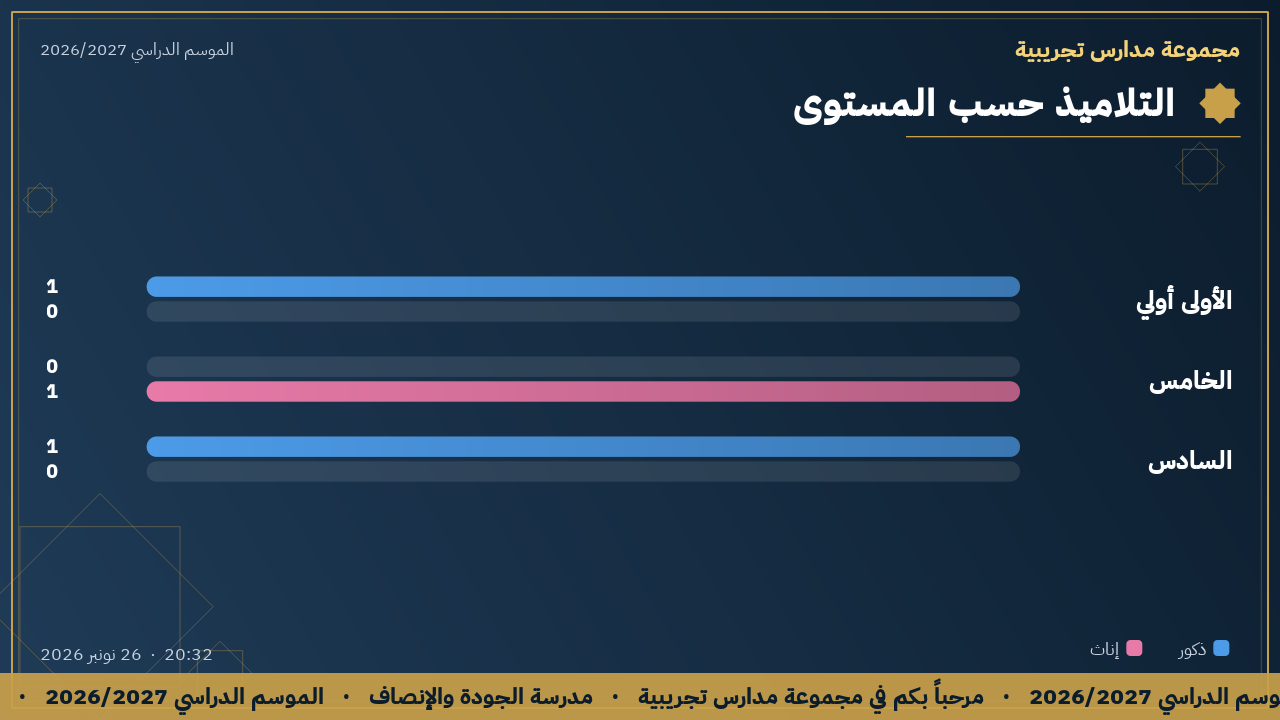 مجموعة مدارس تجريبية
الموسم الدراسي 2026/2027
التلاميذ حسب المستوى
الأولى أولي
1
0
الخامس
0
1
السادس
1
0
ذكور
إناث
20:32 · 26 نونبر 2026
الدراسي 2026/2027 · مرحباً بكم في مجموعة مدارس تجريبية · مدرسة الجودة والإنصاف · الموسم الدراسي 2026/2027 ·